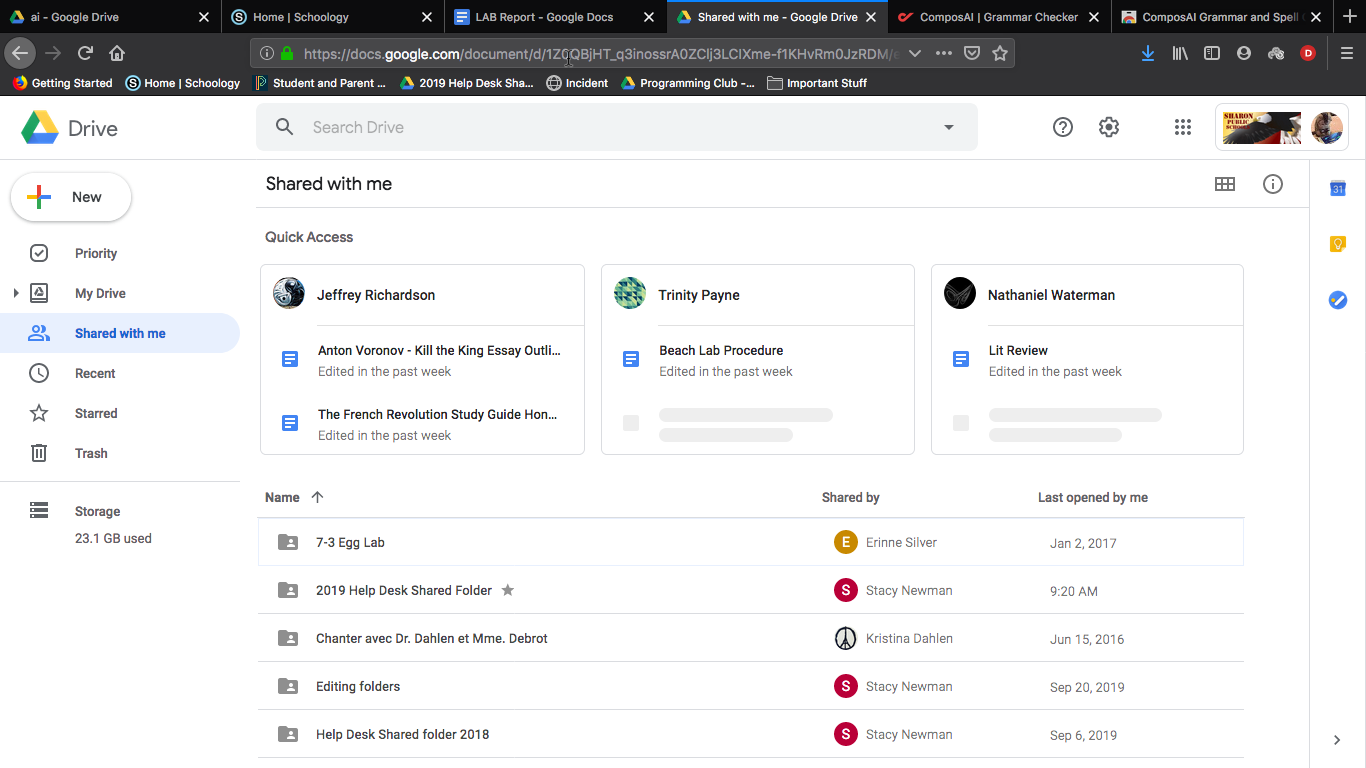 ai - Google Drive
Home | Schoology
LAB Report - Google Docs
Shared with me - Google Drive
ComposAI | Grammar Checker
ComposAI Grammar and Spell
https://docs.google.com/document/d/
D
Getting Started
Home | Schoology
Student and Parent ...
2019 Help Desk Sha...
Incident
Programming Club -...
Important Stuff
Drive
Search Drive
SHARON
PUBLIC
SCHOOLS
New
Shared with me
31
Priority
Quick Access
My Drive
Jeffrey Richardson
Trinity Payne
Nathaniel Waterman
Shared with me
Anton Voronov - Kill the King Essay Outli...
Edited in the past week
Beach Lab Procedure
Edited in the past week
Lit Review
Edited in the past week
Recent
Starred
The French Revolution Study Guide Hon...
Edited in the past week
Trash
Storage
23.1 GB used
Name
Shared by
Last opened by me
7-3 Egg Lab
E
Erinne Silver
Jan 2, 2017
2019 Help Desk Shared Folder
S
Stacy Newman
9:20 AM
Chanter avec Dr. Dahlen et Mme. Debrot
Kristina Dahlen
Jun 15, 2016
Editing folders
S
Stacy Newman
Sep 20, 2019
Help Desk Shared folder 2018
S
Stacy Newman
Sep 6, 2019